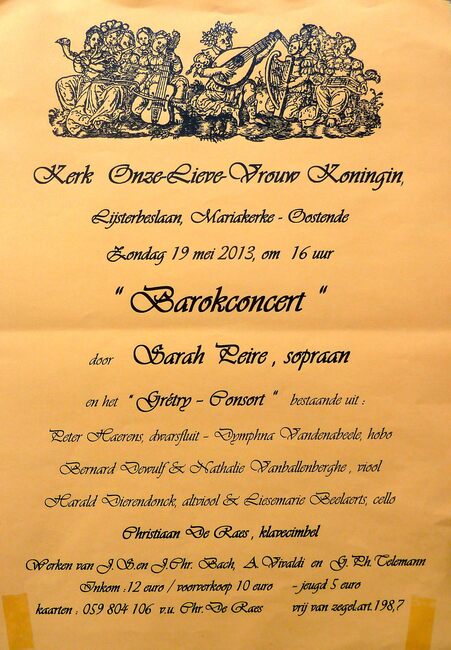 Kerk Onze-Lieve-Vrouw Koningin,
Lijsterbeslaan, Mariakerke - Oostende
Zondag 19 mei 2013, om 16 uur
" Barokconcert "
door Sarah Peire , sopraan
en het " Grétry - Consort " bestaande uit :
Peter Haerens, dwarsfluit - Dymphna Vandenabeele, hobo
Bernard Dewulf & Nathalie Vanballenberghe , viool
Harald Dierendonck, altviool & Liesemarie Beelaerts, cello
Christiaan De Raes , klavecimbel
Werken van J.S.en J.Chr. Bach, A.Vivaldi en G.Ph.Telemann
Inkom :12 euro / voorverkoop 10 euro - jeugd 5 euro
kaarten : 059 804 106 v.u. Chr.De Raes vrij van zegel.art.198,7